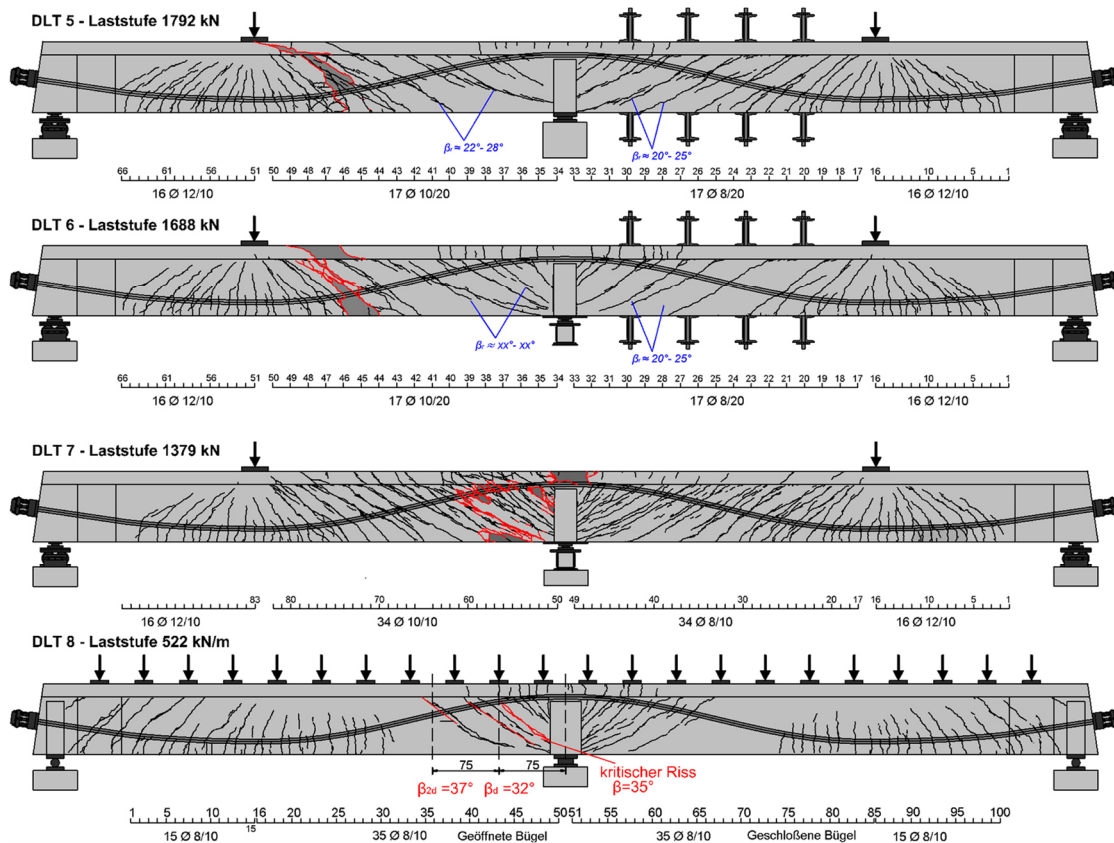 DLT 5 - Laststufe 1792 kN
βr ≈ 22°- 28°
βr ≈ 20°- 25°
66 61 56 51 50 49 48 47 46 45 44 43 42 41 40 39 38 37 36 35 34 33 32 31 30 29 28 27 26 25 24 23 22 21 20 19 18 17 16 10 5 1
16 Ø 12/10 17 Ø 10/20 17 Ø 8/20 16 Ø 12/10
DLT 6 - Laststufe 1688 kN
βr ≈ xx°- xx°
βr ≈ 20°- 25°
66 61 56 51 50 49 48 47 46 45 44 43 42 41 40 39 38 37 36 35 34 33 32 31 30 29 28 27 26 25 24 23 22 21 20 19 18 17 16 10 5 1
16 Ø 12/10 17 Ø 10/20 17 Ø 8/20 16 Ø 12/10
DLT 7 - Laststufe 1379 kN
83 80 70 60 50 49 40 30 20 17 16 10 5 1
16 Ø 12/10 34 Ø 10/10 34 Ø 8/10 16 Ø 12/10
DLT 8 - Laststufe 522 kN/m
75 75
kritischer Riss
β2d =37° βd =32° β=35°
1 5 10 15 20 25 30 35 40 45 50 51 55 60 65 70 75 80 85 90 95 100
15 Ø 8/10 15 35 Ø 8/10 Geöffnete Bügel 35 Ø 8/10 Geschloßene Bügel 15 Ø 8/10